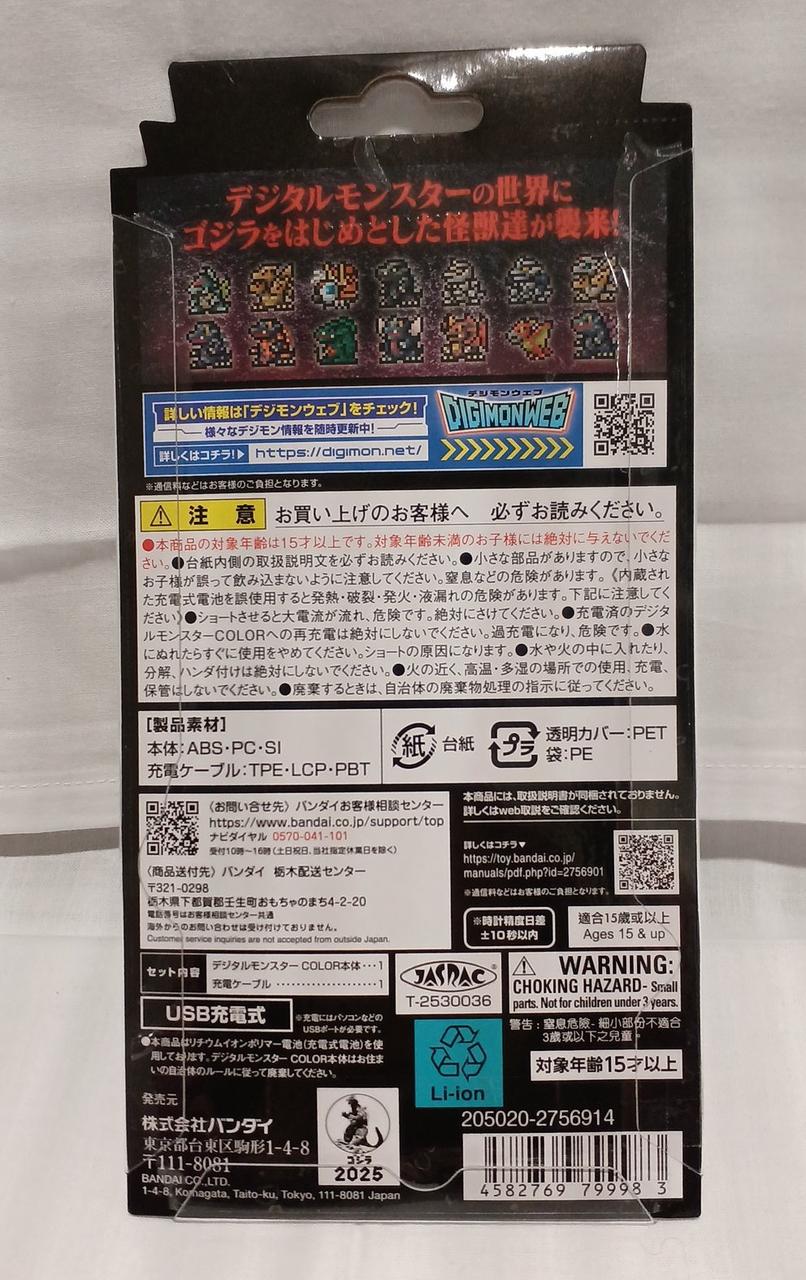 デジタルモンスターの世界に
ゴジラをはじめとした怪獣達が襲来!
詳しい情報は「デジモンウェブ」をチェック!
様々なデジモン情報を随時更新中!
詳しくはコチラ!▶ https://digimon.net/
デジモンウェブ
DIGIMONWEB
※通信料などはお客様のご負担となります。
⚠注 意 お買い上げのお客様へ 必ずお読みください。
●本商品の対象年齢は15才以上です。対象年齢未満のお子様には絶対に与えないでくだ
さい。●台紙内側の取扱説明文を必ずお読みください。●小さな部品がありますので、小さな
お子様が誤って飲み込まないように注意してください。窒息などの危険があります。《内蔵され
た充電式電池を誤使用すると発熱・破裂・発火・液漏れの危険があります。下記に注意してく
ださい》●ショートさせると大電流が流れ、危険です。絶対にさけてください。●充電済のデジタ
ルモンスターCOLORへの再充電は絶対にしないでください。過充電になり、危険です。●水
にぬれたらすぐに使用をやめてください。ショートの原因になります。●水や火の中に入れたり、
分解、ハンダ付けは絶対にしないでください。●火の近く、高温・多湿の場所での使用、充電、
保管はしないでください。●廃棄するときは、自治体の廃棄物処理の指示に従ってください。
[製品素材]
本体:ABS・PC・SI
充電ケーブル:TPE・LCP・PBT
紙 台紙
プラ 透明カバー:PET
袋:PE
〈お問い合せ先〉バンダイお客様相談センター
https://www.bandai.co.jp/support/top
ナビダイヤル 0570-041-101
受付10時～16時(土日祝日、当社指定休業日を除く)
〈商品送付先〉バンダイ 栃木配送センター
〒321-0298
栃木県下都賀郡壬生町おもちゃのまち4-2-20
電話番号はお客様相談センター共通
海外からのお問い合わせは受け付けておりません。
Customer service inquiries are not accepted from outside Japan.
本商品には、取扱説明書が同梱されておりません。
詳しくはweb取説をご確認ください。
詳しくはコチラ▼
https://toy.bandai.co.jp/
manuals/pdf.php?id=2756901
※通信料などはお客様のご負担となります。
※時計精度日差
±10秒以内
適合15歲或以上
Ages 15 & up
セット内容
デジタルモンスター COLOR本体・・・1
充電ケーブル・・・・・・・・・・・・・・・・・・・・1
USB充電式
※充電にはパソコンなどの
USBポートが必要です。
●本商品はリチウムイオンポリマー電池(充電式電池)を使
用しております。デジタルモンスター COLOR本体はお住ま
いの自治体のルールに従って廃棄してください。
JASRAC ®
T-2530036
⚠WARNING:
CHOKING HAZARD- Small
parts. Not for children under 3 years.
警告:窒息危險- 細小部份不適合
3歲或以下之兒童。
対象年齢15才以上
Li-ion
発売元
株式会社バンダイ
東京都台東区駒形1-4-8
〒111-8081
BANDAI CO.,LTD.
1-4-8, Komagata, Taito-ku, Tokyo, 111-8081 Japan
ゴジラ
2025
205020-2756914
4582769 79998 3